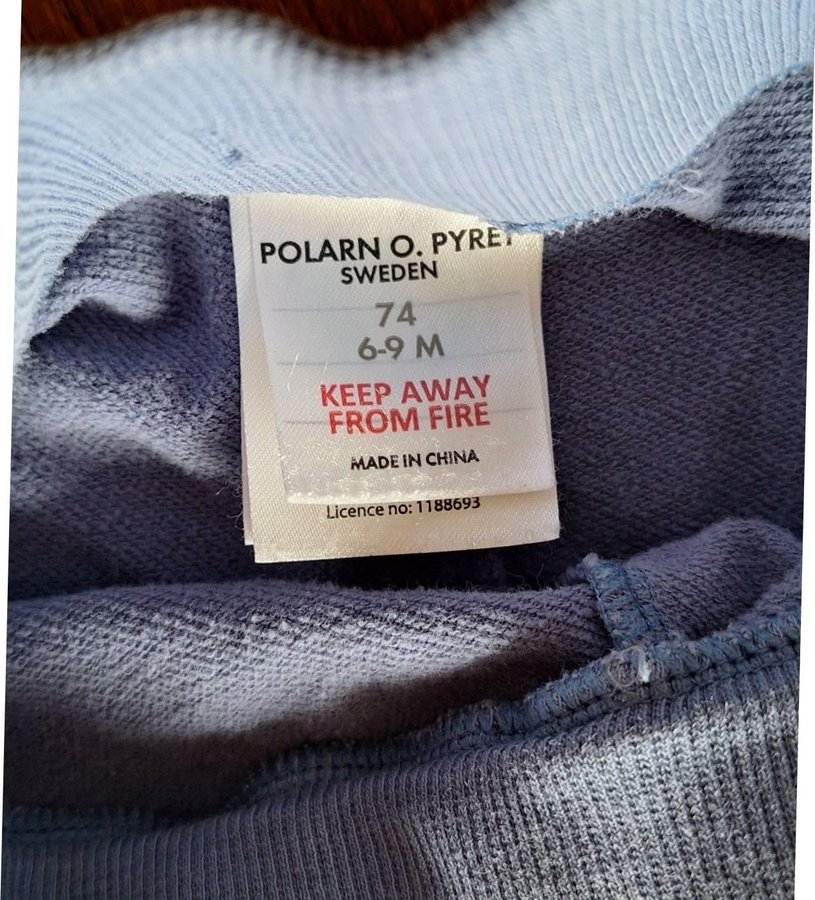 POLARN O. PYRET
SWEDEN
74
6-9 M
KEEP AWAY
FROM FIRE
MADE IN CHINA
Licence no: 1188693